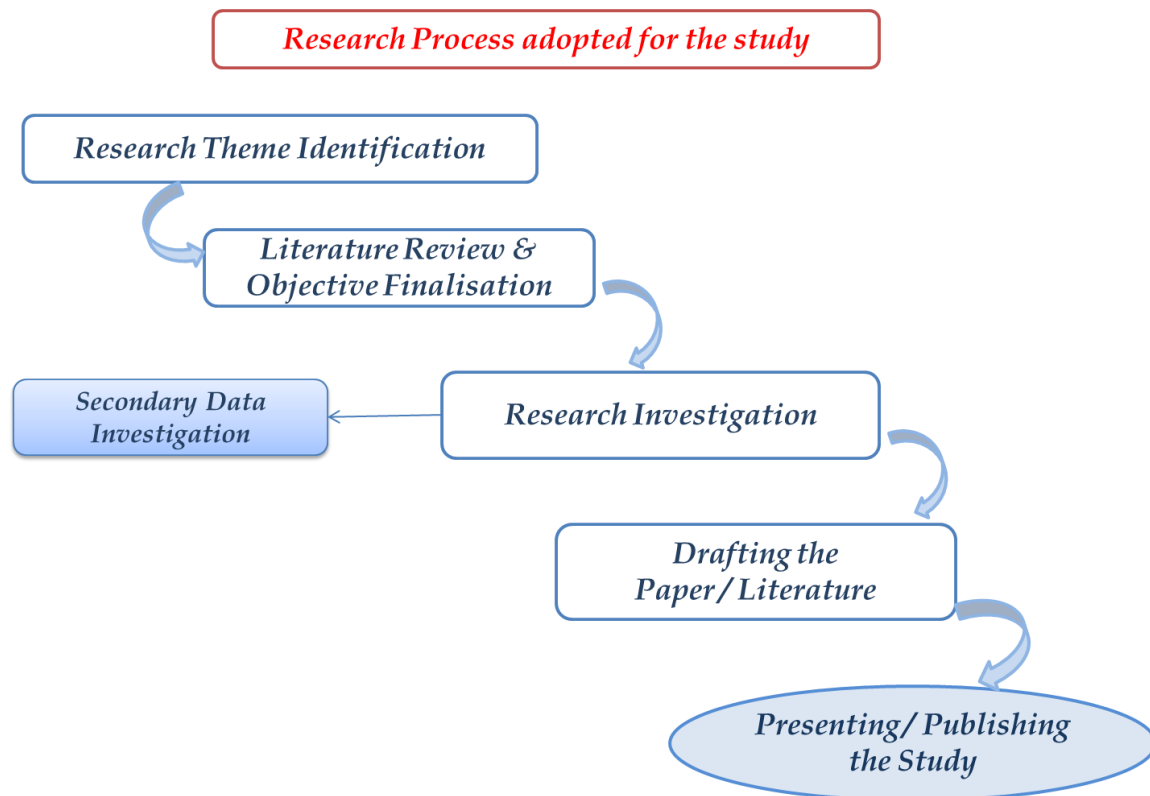 Research Process adopted for the study
Research Theme Identification
Literature Review &
Objective Finalisation
Secondary Data
Investigation
Research Investigation
Drafting the
Paper / Literature
Presenting/ Publishing
the Study